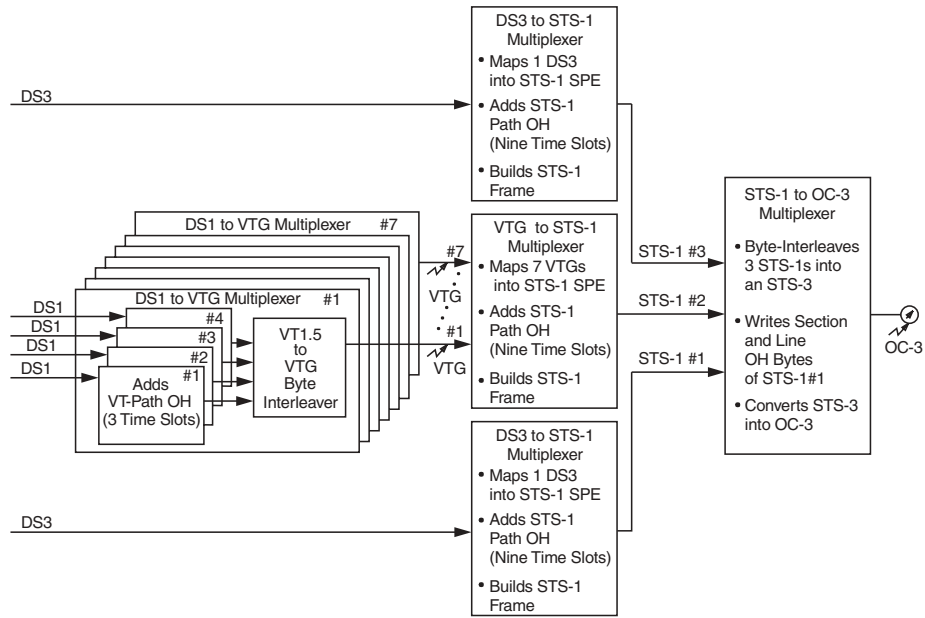 DS3 to STS-1
Multiplexer
• Maps 1 DS3
into STS-1 SPE
• Adds STS-1
Path OH
(Nine Time Slots)
• Builds STS-1
Frame
DS3
STS-1 to OC-3
Multiplexer
• Byte-Interleaves
3 STS-1s into
an STS-3
• Writes Section
and Line
OH Bytes
of STS-1#1
• Converts STS-3
into OC-3
STS-1 #3
STS-1 #2
STS-1 #1
OC-3
DS1 to VTG Multiplexer #7
#7
VTG
#1
VTG
VTG to STS-1
Multiplexer
• Maps 7 VTGs
into STS-1 SPE
• Adds STS-1
Path OH
(Nine Time Slots)
• Builds STS-1
Frame
DS1 to VTG Multiplexer #1
DS1
DS1
DS1
DS1
#4
#3
#2
#1
Adds
VT-Path OH
(3 Time Slots)
VT1.5
to
VTG
Byte
Interleaver
DS3 to STS-1
Multiplexer
• Maps 1 DS3
into STS-1 SPE
• Adds STS-1
Path OH
(Nine Time Slots)
• Builds STS-1
Frame
DS3